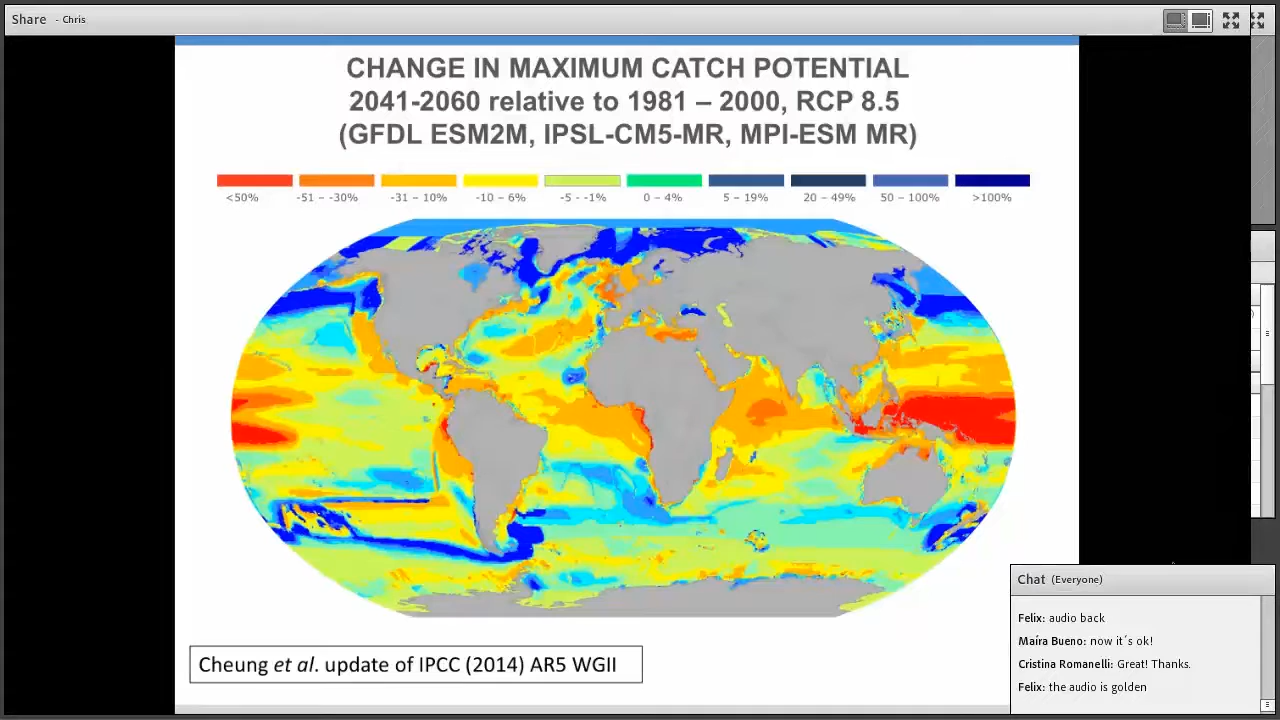 Share - Chris
CHANGE IN MAXIMUM CATCH POTENTIAL
2041-2060 relative to 1981 – 2000, RCP 8.5
(GFDL ESM2M, IPSL-CM5-MR, MPI-ESM MR)
<50% -51 – -30% -31 – 10% -10 – 6% -5 - -1% 0 – 4% 5 – 19% 20 – 49% 50 – 100% >100%
Cheung et al. update of IPCC (2014) AR5 WGII
Chat (Everyone)
Felix: audio back
Maíra Bueno: now it´s ok!
Cristina Romanelli: Great! Thanks.
Felix: the audio is golden